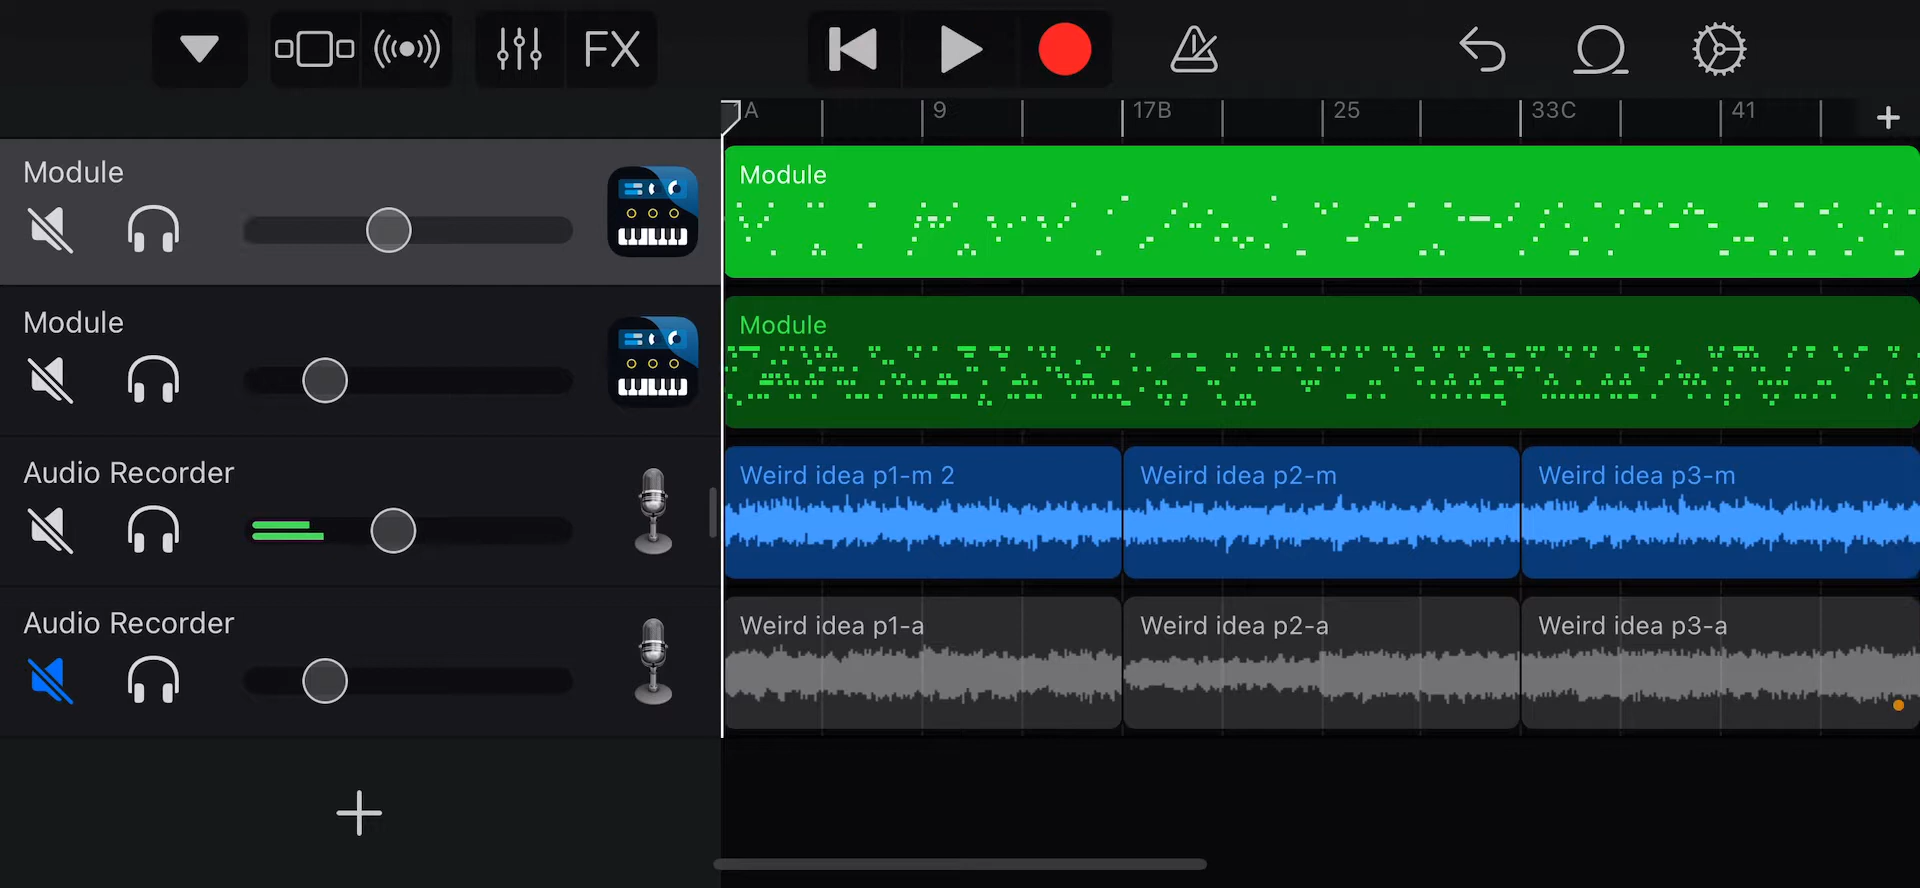 FX
A
9
17B
25
33C
41
Module
Module
Module
Module
Audio Recorder
Weird idea p1-m 2
Weird idea p2-m
Weird idea p3-m
Audio Recorder
Weird idea p1-a
Weird idea p2-a
Weird idea p3-a